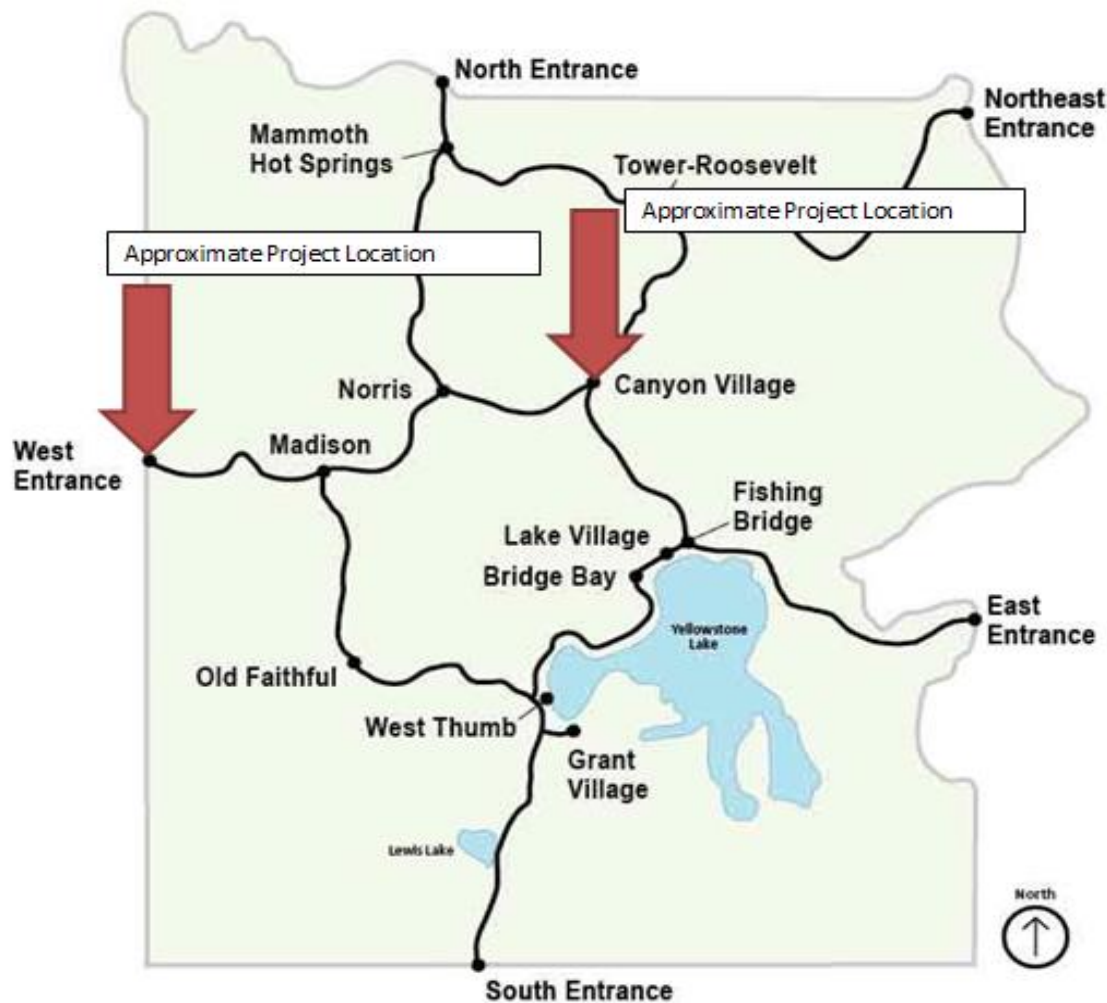 North Entrance
Northeast
Entrance
Mammoth
Hot Springs
Tower-Roosevelt
Approximate Project Location
Approximate Project Location
Norris
Canyon Village
West
Entrance
Madison
Fishing
Bridge
Lake Village
Bridge Bay
Yellowstone
Lake
East
Entrance
Old Faithful
West Thumb
Grant
Village
Lewis Lake
North
South Entrance